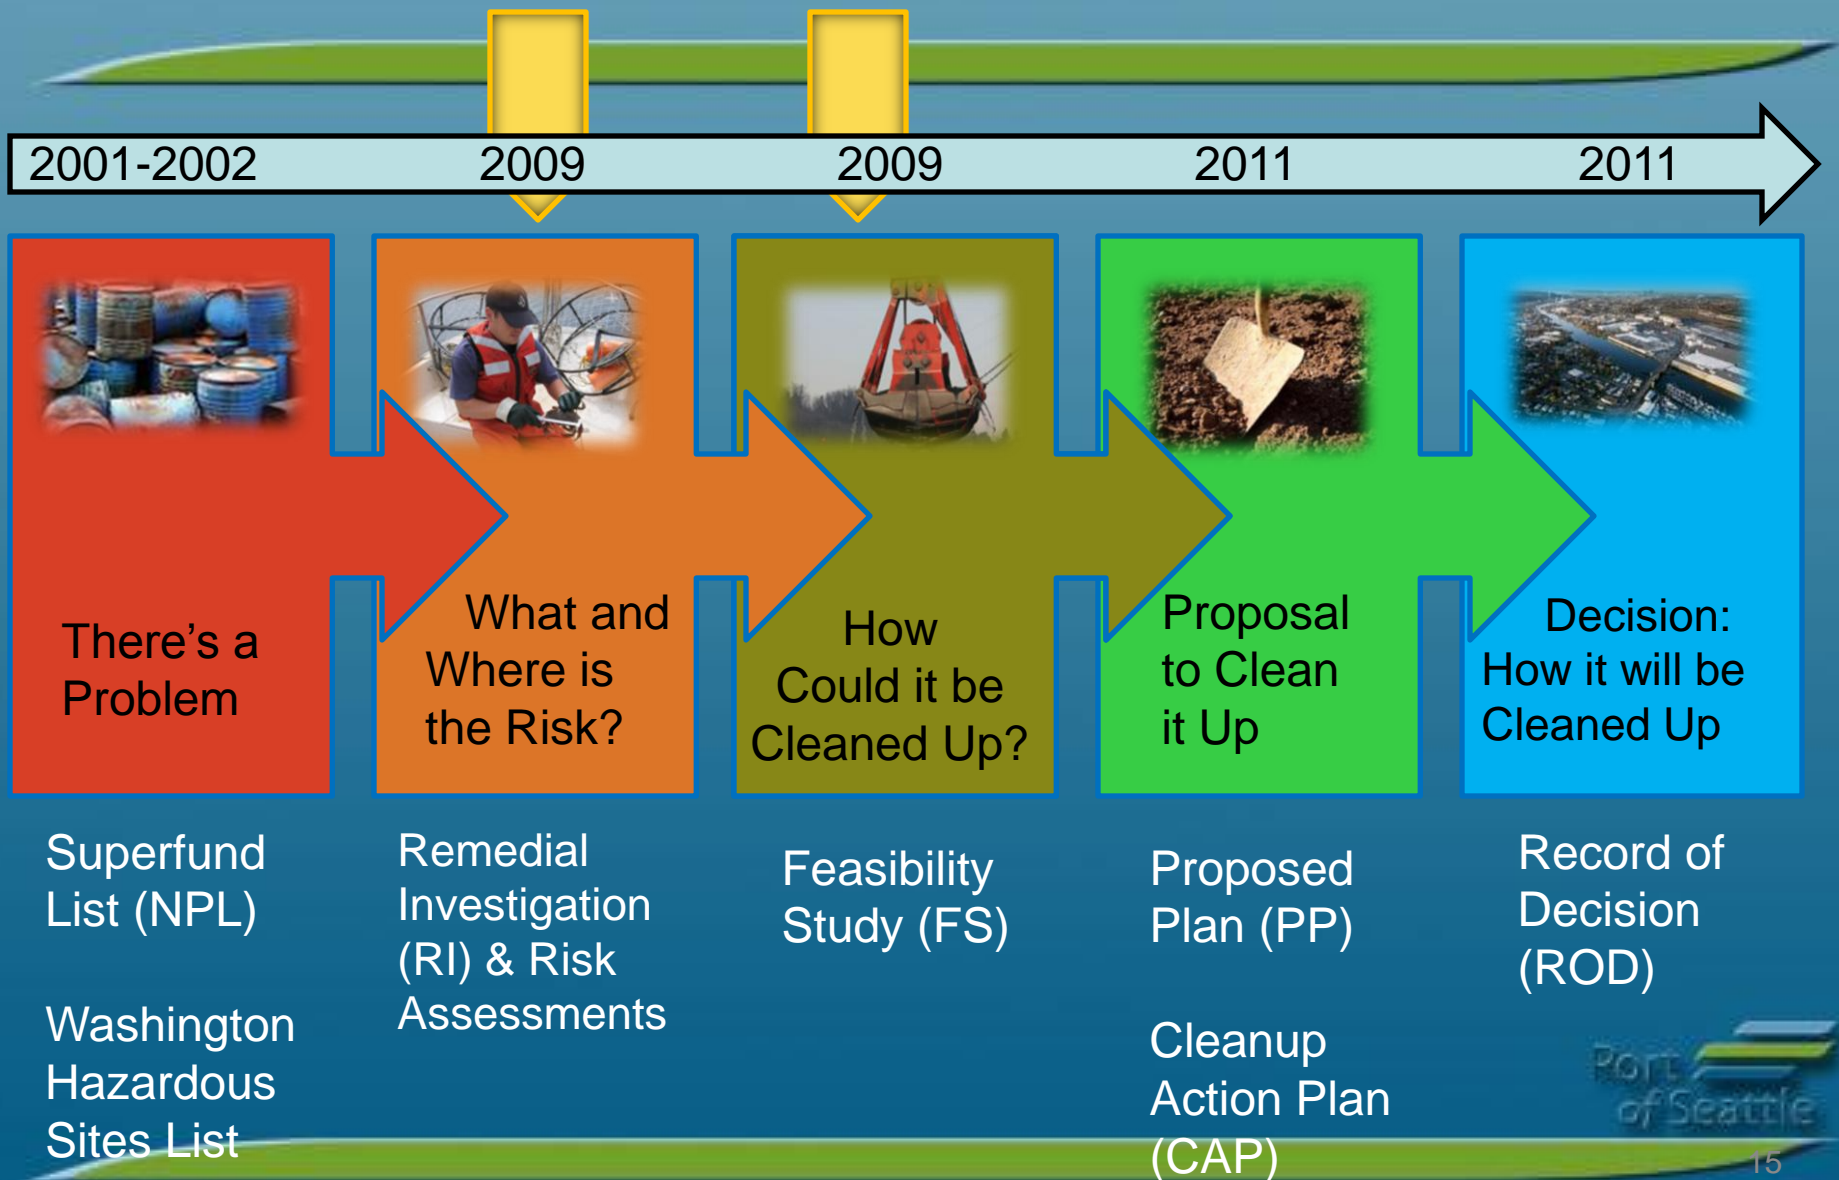 2001-2002
2009
2009
2011
2011
There’s a
Problem
What and
Where is
the Risk?
How
Could it be
Cleaned Up?
Proposal
to Clean
it Up
Decision:
How it will be
Cleaned Up
Superfund
List (NPL)
Washington
Hazardous
Sites List
Remedial
Investigation
(RI) & Risk
Assessments
Feasibility
Study (FS)
Proposed
Plan (PP)
Cleanup
Action Plan
(CAP)
Record of
Decision
(ROD)
Port
of Seattle
15